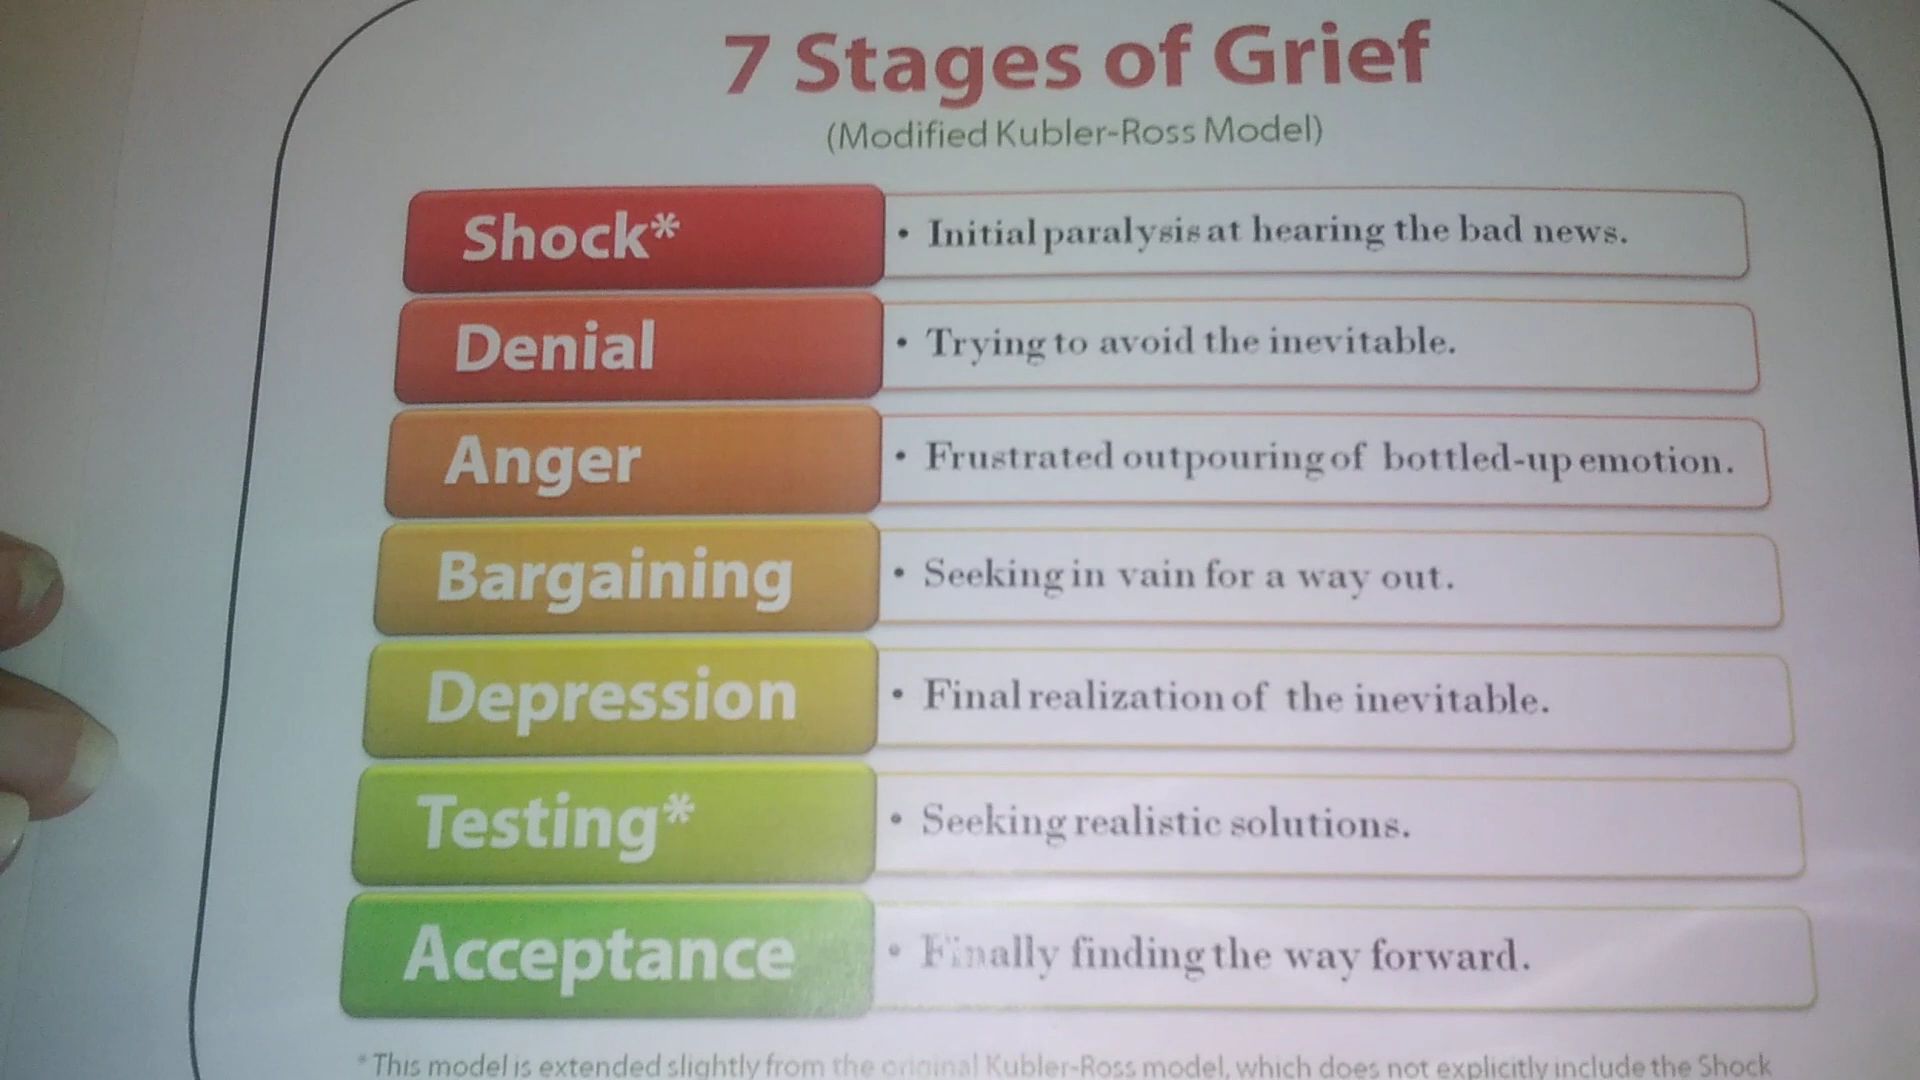 7 Stages of Grief
(Modified Kubler-Ross Model)
Shock*
• Initial paralysis at hearing the bad news.
Denial
• Trying to avoid the inevitable.
Anger
• Frustrated outpouring of bottled-up emotion.
Bargaining
• Seeking in vain for a way out.
Depression
• Final realization of the inevitable.
Testing*
• Seeking realistic solutions.
Acceptance
• Finally finding the way forward.
* This model is extended slightly from the original Kubler-Ross model, which does not explicitly include the Shock